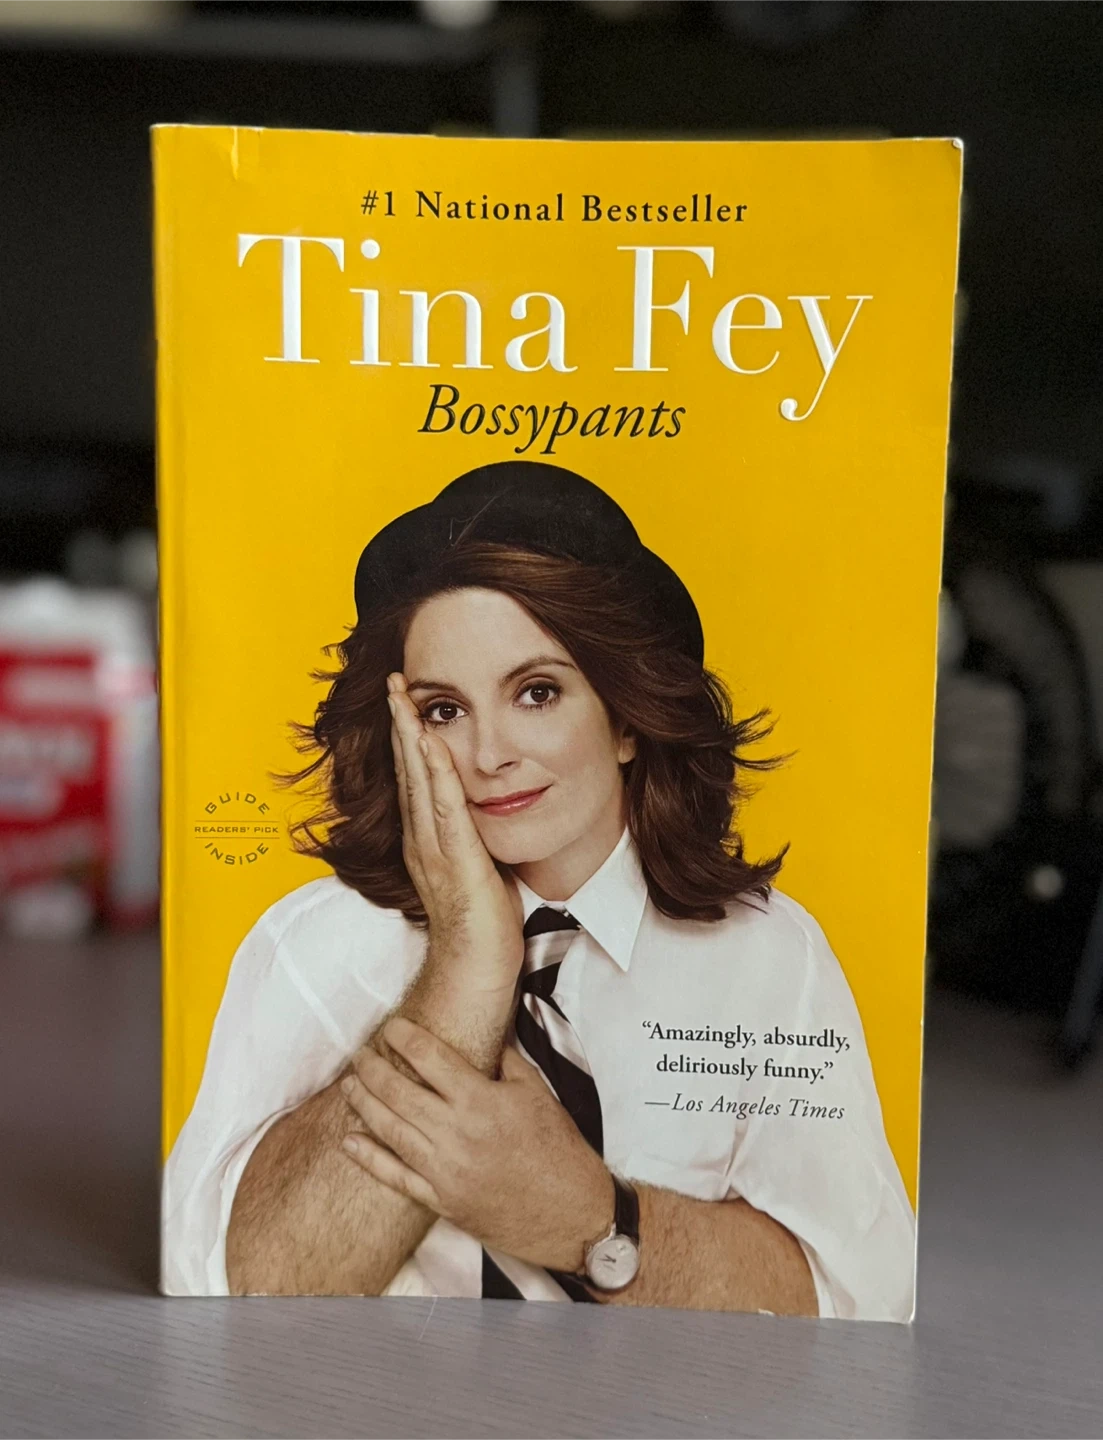 #1 National Bestseller
Tina Fey
Bossypants
GUIDE
READERS' PICK
INSIDE
“Amazingly, absurdly,
deliriously funny.”
—Los Angeles Times